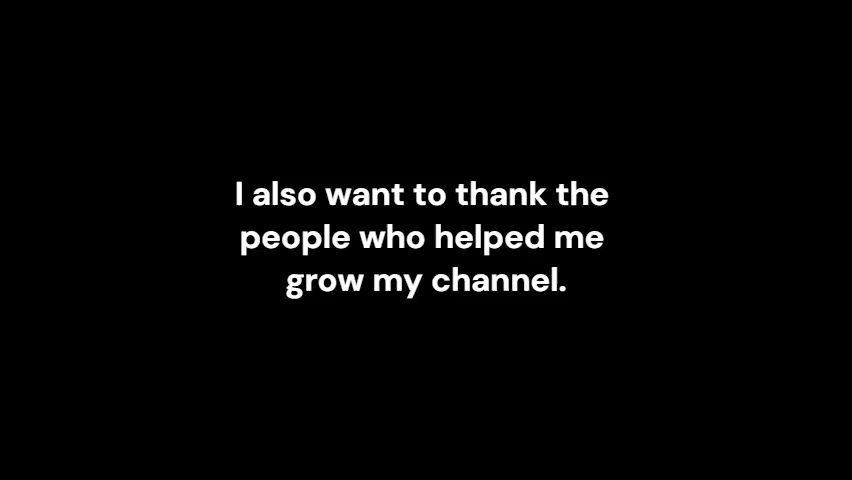 I also want to thank the
people who helped me
grow my channel.